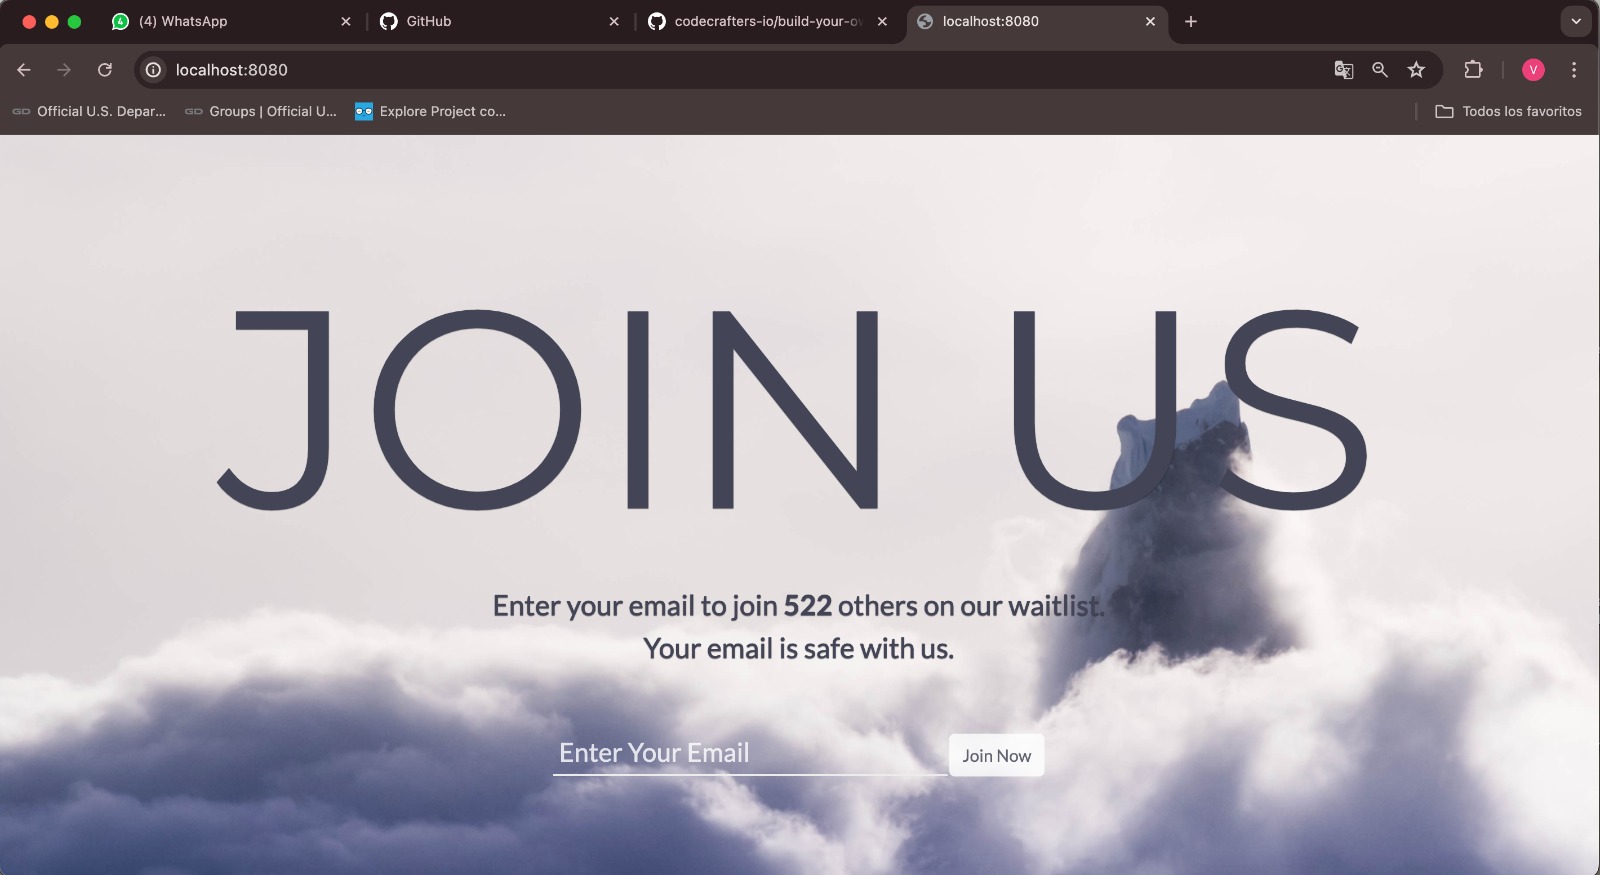 4
(4) WhatsApp
GitHub
codecrafters-io/build-your-o
localhost:8080
localhost:8080
V
Official U.S. Depar...
Groups | Official U...
Explore Project co...
Todos los favoritos
JOIN US
Enter your email to join 522 others on our waitlist.
Your email is safe with us.
Enter Your Email
Join Now